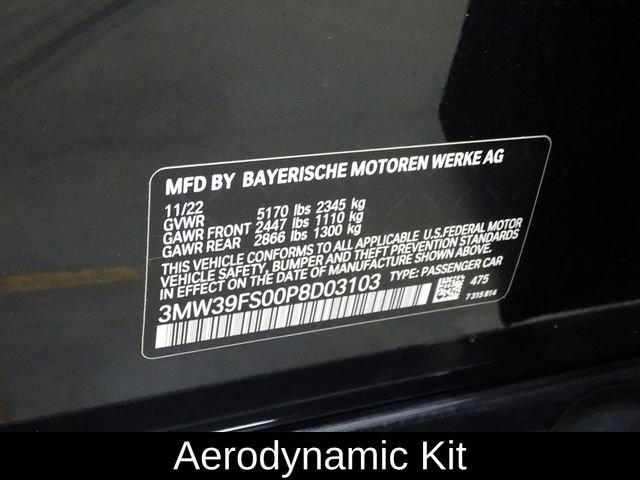 MFD BY BAYERISCHE MOTOREN WERKE AG
11/22
GVWR 5170 lbs 2345 kg
GAWR FRONT 2447 lbs 1110 kg
GAWR REAR 2866 lbs 1300 kg
THIS VEHICLE CONFORMS TO ALL APPLICABLE U.S.FEDERAL MOTOR
VEHICLE SAFETY, BUMPER, AND THEFT PREVENTION STANDARDS
IN EFFECT ON THE DATE OF MANUFACTURE SHOWN ABOVE.
3MW39FS00P8D03103 TYPE: PASSENGER CAR
475
7 315 814
Aerodynamic Kit